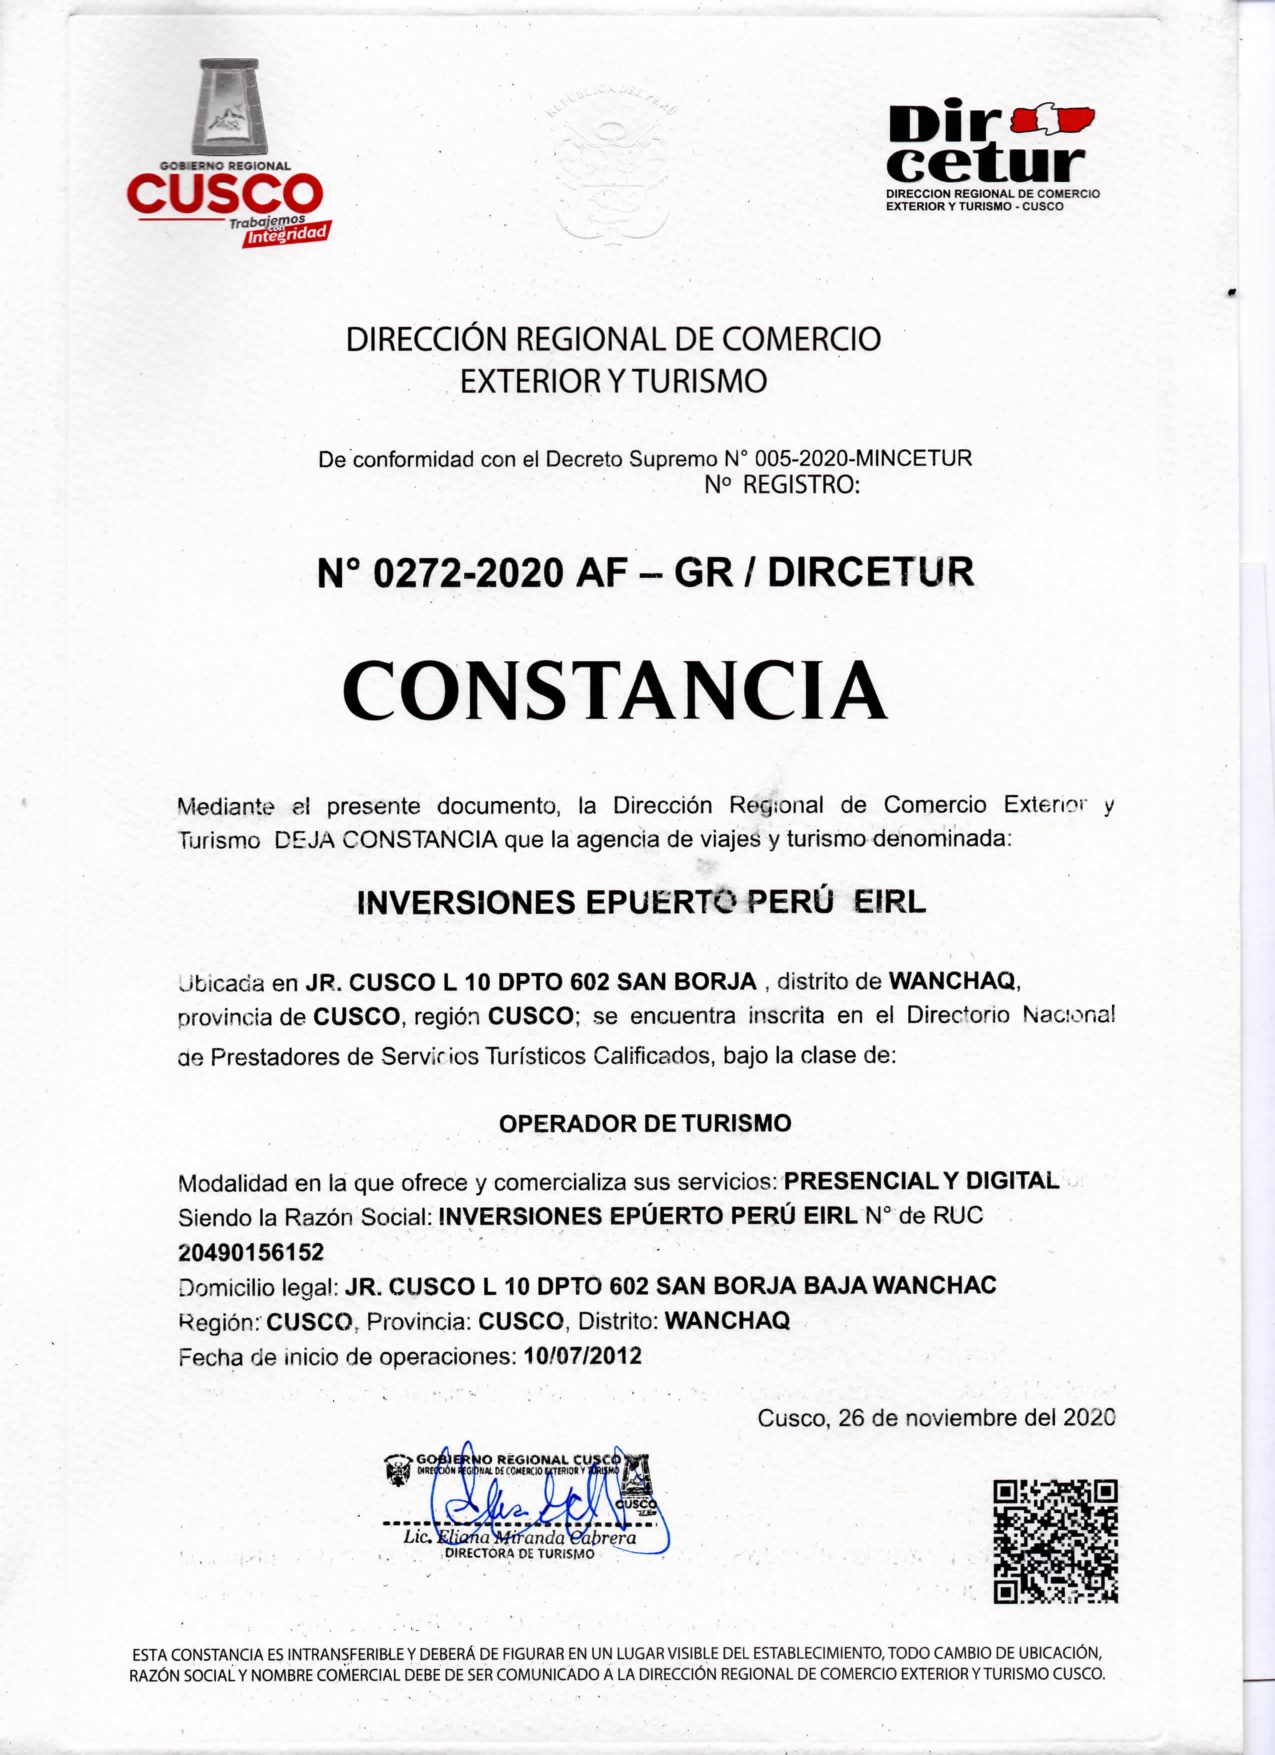 GOBIERNO REGIONAL
CUSCO
Trabajemos
con
Integridad
REPUBLICA DEL PERÚ
Dir
cetur
DIRECCION REGIONAL DE COMERCIO
EXTERIOR Y TURISMO - CUSCO
DIRECCIÓN REGIONAL DE COMERCIO
EXTERIOR Y TURISMO
De conformidad con el Decreto Supremo N° 005-2020-MINCETUR
Nº REGISTRO:
N° 0272-2020 AF – GR / DIRCETUR
CONSTANCIA
Mediante el presente documento, la Dirección Regional de Comercio Exterior y
Turismo DEJA CONSTANCIA que la agencia de viajes y turismo denominada:
INVERSIONES EPUERTO PERÚ EIRL
Ubicada en JR. CUSCO L 10 DPTO 602 SAN BORJA , distrito de WANCHAQ,
provincia de CUSCO, región CUSCO; se encuentra inscrita en el Directorio Nacional
de Prestadores de Servicios Turísticos Calificados, bajo la clase de:
OPERADOR DE TURISMO
Modalidad en la que ofrece y comercializa sus servicios: PRESENCIAL Y DIGITAL
Siendo la Razón Social: INVERSIONES EPÚERTO PERÚ EIRL N° de RUC
20490156152
Domicilio legal: JR. CUSCO L 10 DPTO 602 SAN BORJA BAJA WANCHAC
Región: CUSCO, Provincia: CUSCO, Distrito: WANCHAQ
Fecha de inicio de operaciones: 10/07/2012
Cusco, 26 de noviembre del 2020
GOBIERNO REGIONAL CUSCO
DIRECCIÓN REGIONAL DE COMERCIO EXTERIOR Y TURISMO
CUSCO
Lic. Eliana Miranda Cabrera
DIRECTORA DE TURISMO
ESTA CONSTANCIA ES INTRANSFERIBLE Y DEBERÁ DE FIGURAR EN UN LUGAR VISIBLE DEL ESTABLECIMIENTO, TODO CAMBIO DE UBICACIÓN,
RAZÓN SOCIAL Y NOMBRE COMERCIAL DEBE DE SER COMUNICADO A LA DIRECCIÓN REGIONAL DE COMERCIO EXTERIOR Y TURISMO CUSCO.